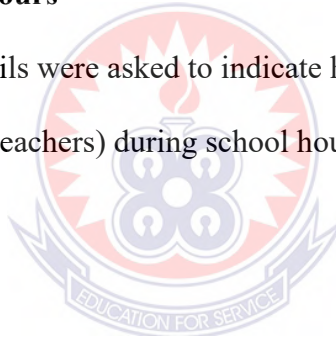 ours
ils were asked to indicate h
eachers) during school hou
EDUCATION FOR SERVICE